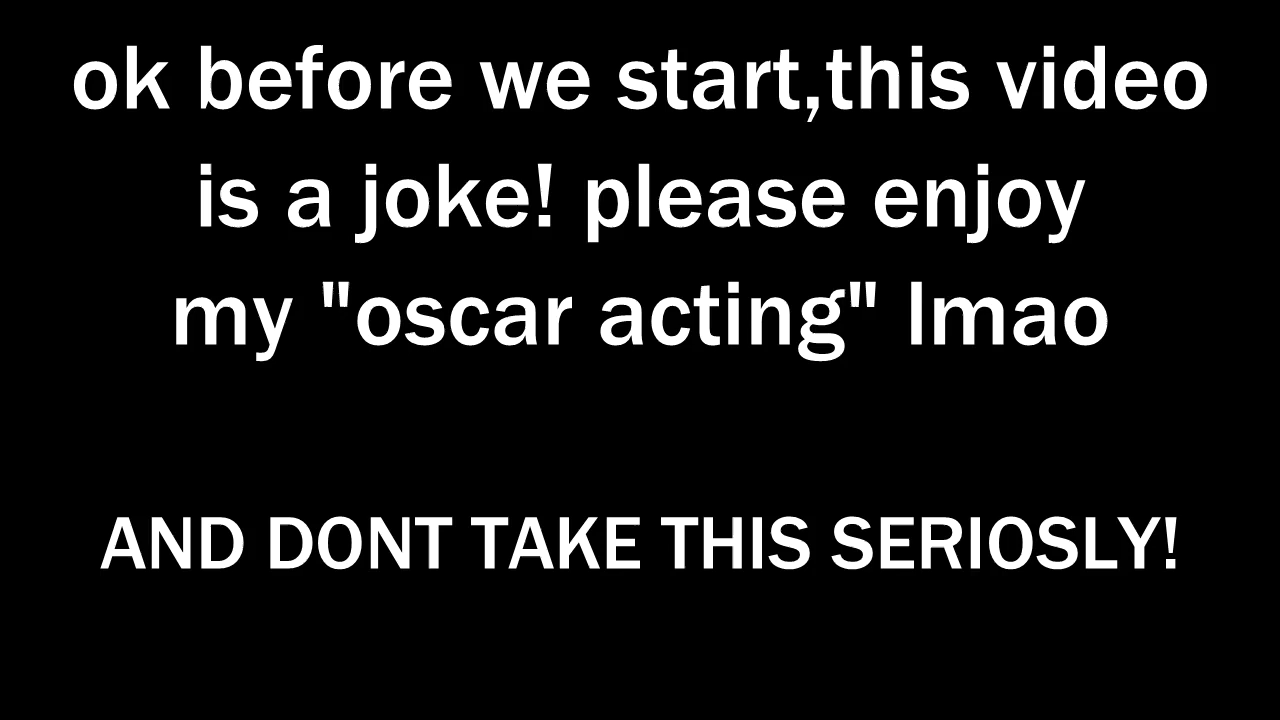 ok before we start,this video
is a joke! please enjoy
my "oscar acting" lmao
AND DONT TAKE THIS SERIOSLY!